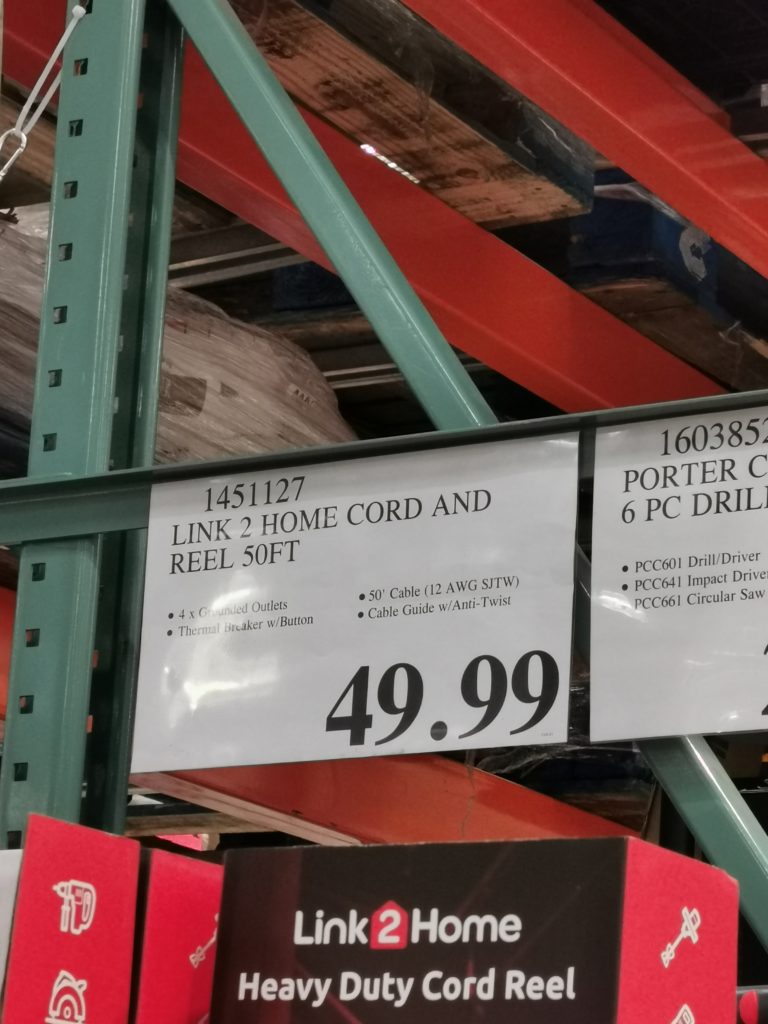 1451127
LINK 2 HOME CORD AND
REEL 50FT
• 4 x Grounded Outlets
• Thermal Breaker w/Button
• 50' Cable (12 AWG SJTW)
• Cable Guide w/Anti-Twist
49.99
1603852
PORTER C
6 PC DRIL
• PCC601 Drill/Driver
• PCC641 Impact Drive
PCC661 Circular Saw
Link2Home
Heavy Duty Cord Reel